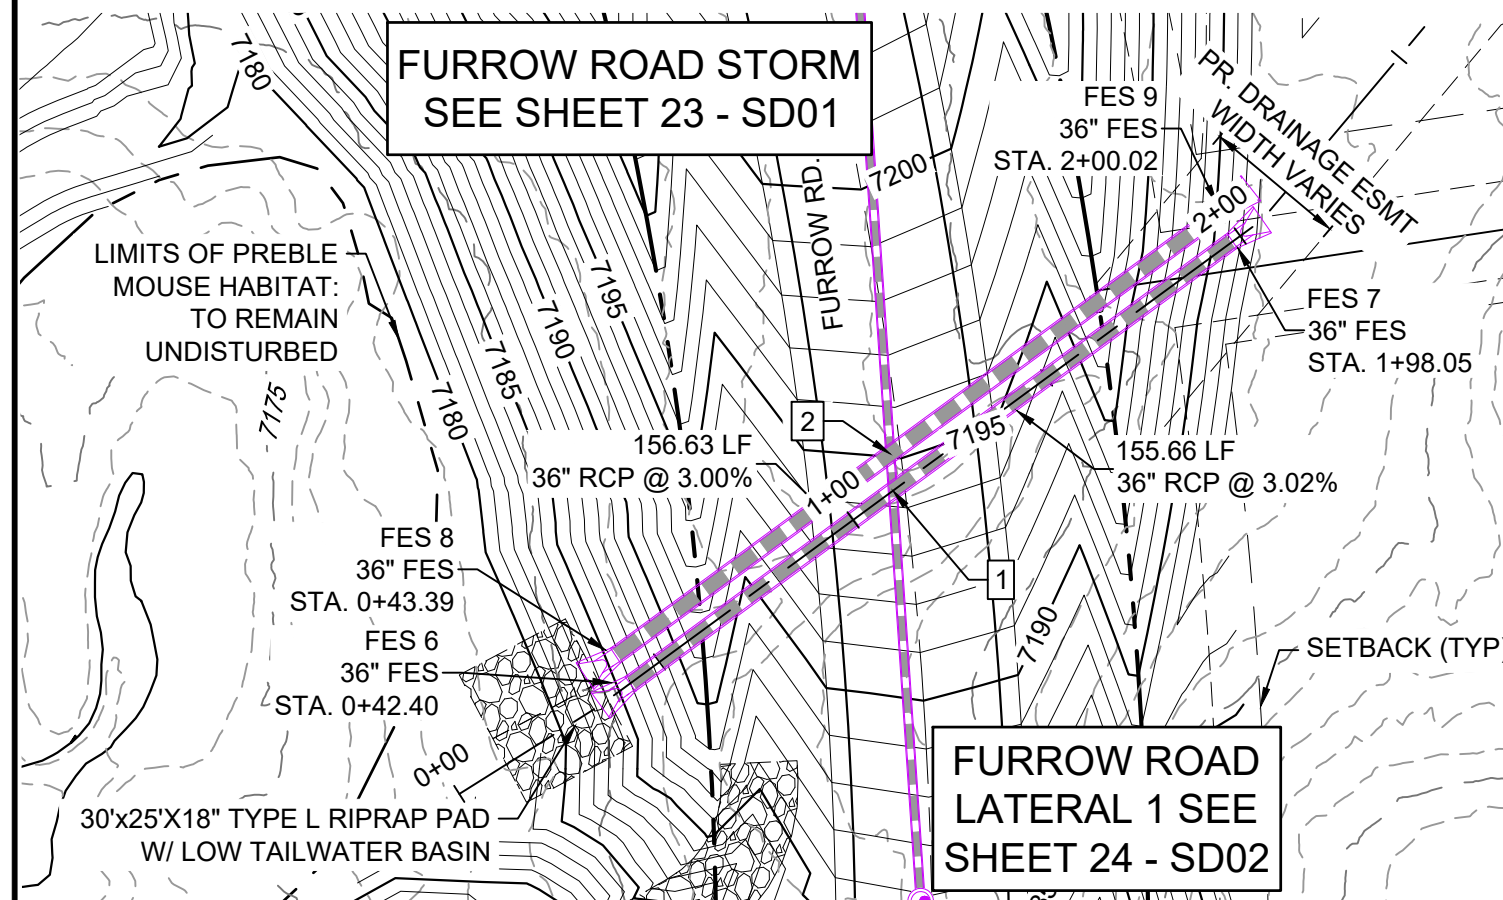 FURROW ROAD STORM
SEE SHEET 23 - SD01
7180
FES 9
36" FES
STA. 2+00.02
PR. DRAINAGE ESMT
WIDTH VARIES
7200
FURROW RD.
2+00
LIMITS OF PREBLE
MOUSE HABITAT:
TO REMAIN
UNDISTURBED
7195
7190
7185
7180
7175
FES 7
36" FES
STA. 1+98.05
2
7195
156.63 LF
36" RCP @ 3.00%
1+00
155.66 LF
36" RCP @ 3.02%
FES 8
36" FES
STA. 0+43.39
1
FES 6
36" FES
STA. 0+42.40
7190
SETBACK (TYP)
0+00
30'x25'X18" TYPE L RIPRAP PAD
W/ LOW TAILWATER BASIN
FURROW ROAD
LATERAL 1 SEE
SHEET 24 - SD02